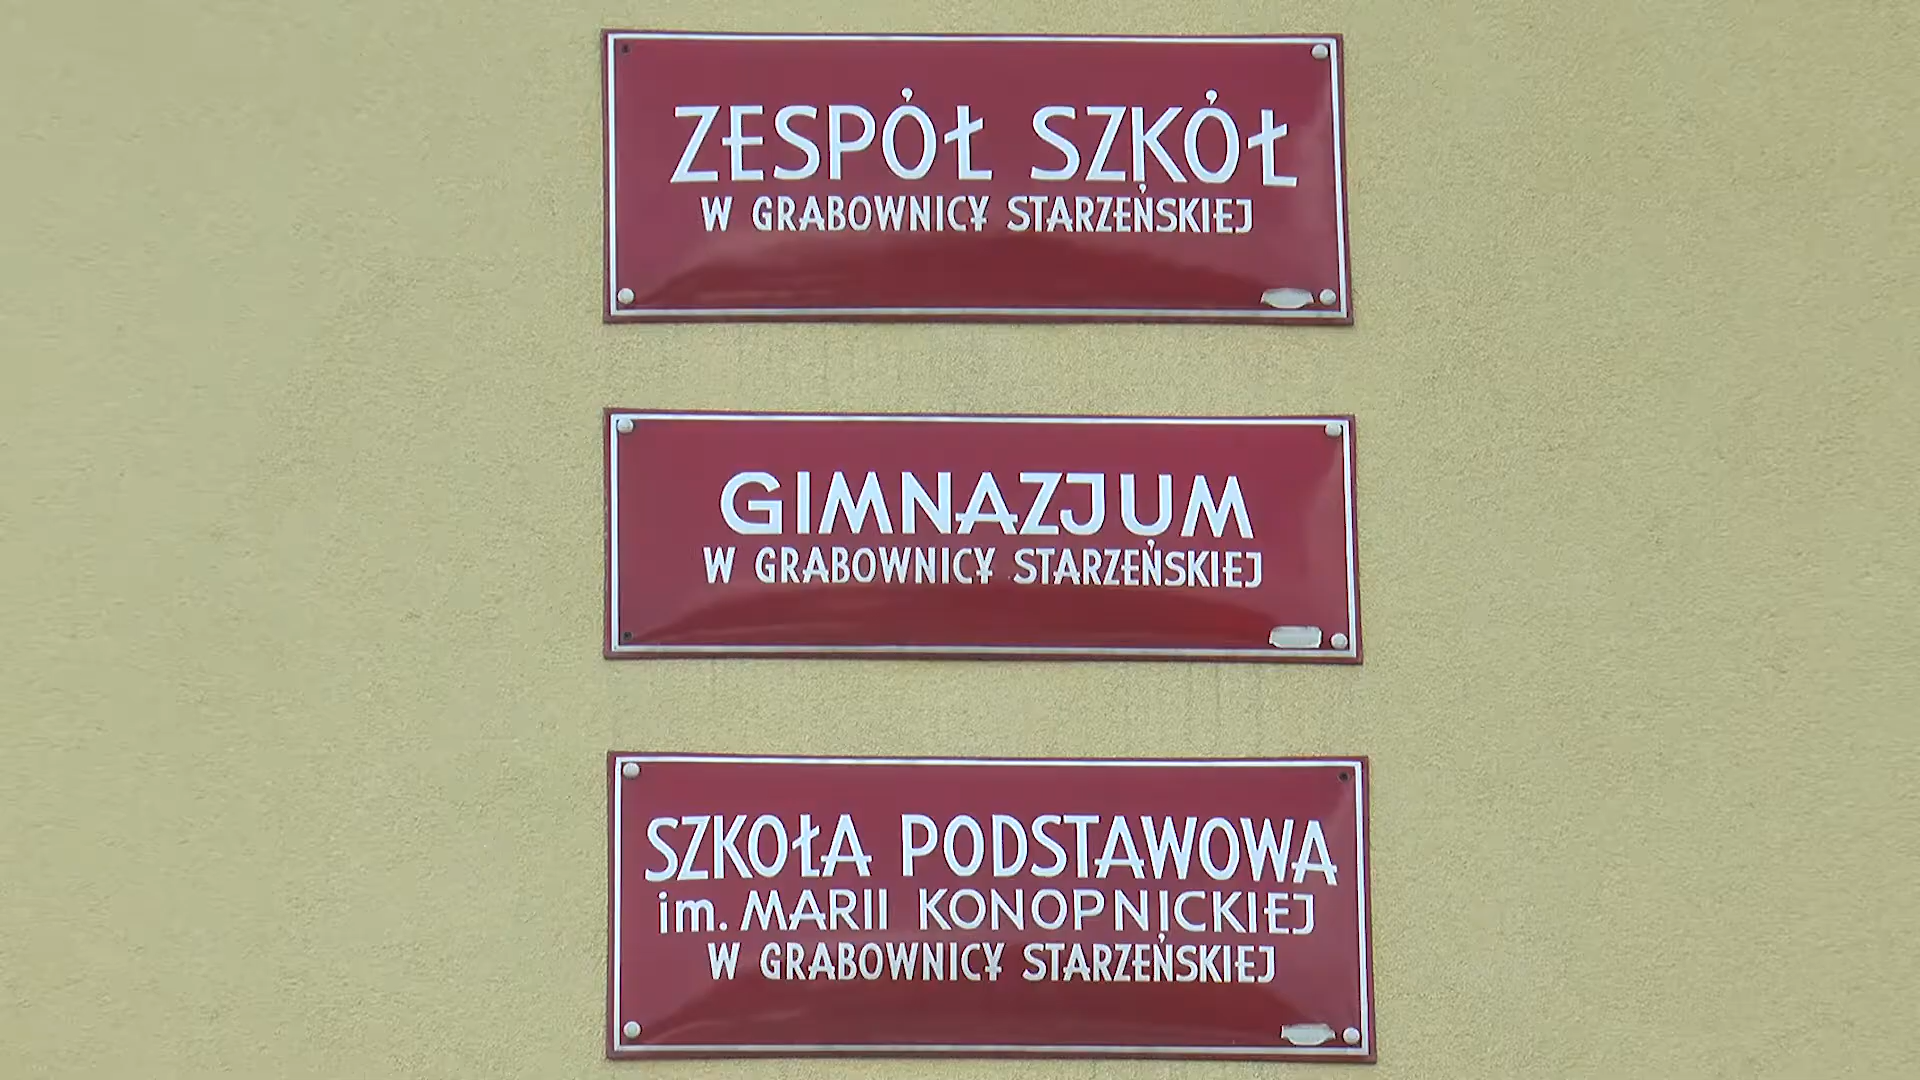 ZESPÓŁ SZKÓŁ
W GRABOWNICY STARZEŃSKIEJ
GIMNAZJUM
W GRABOWNICY STARZEŃSKIEJ
SZKOŁA PODSTAWOWA
im. MARII KONOPNICKIEJ
W GRABOWNICY STARZEŃSKIEJ